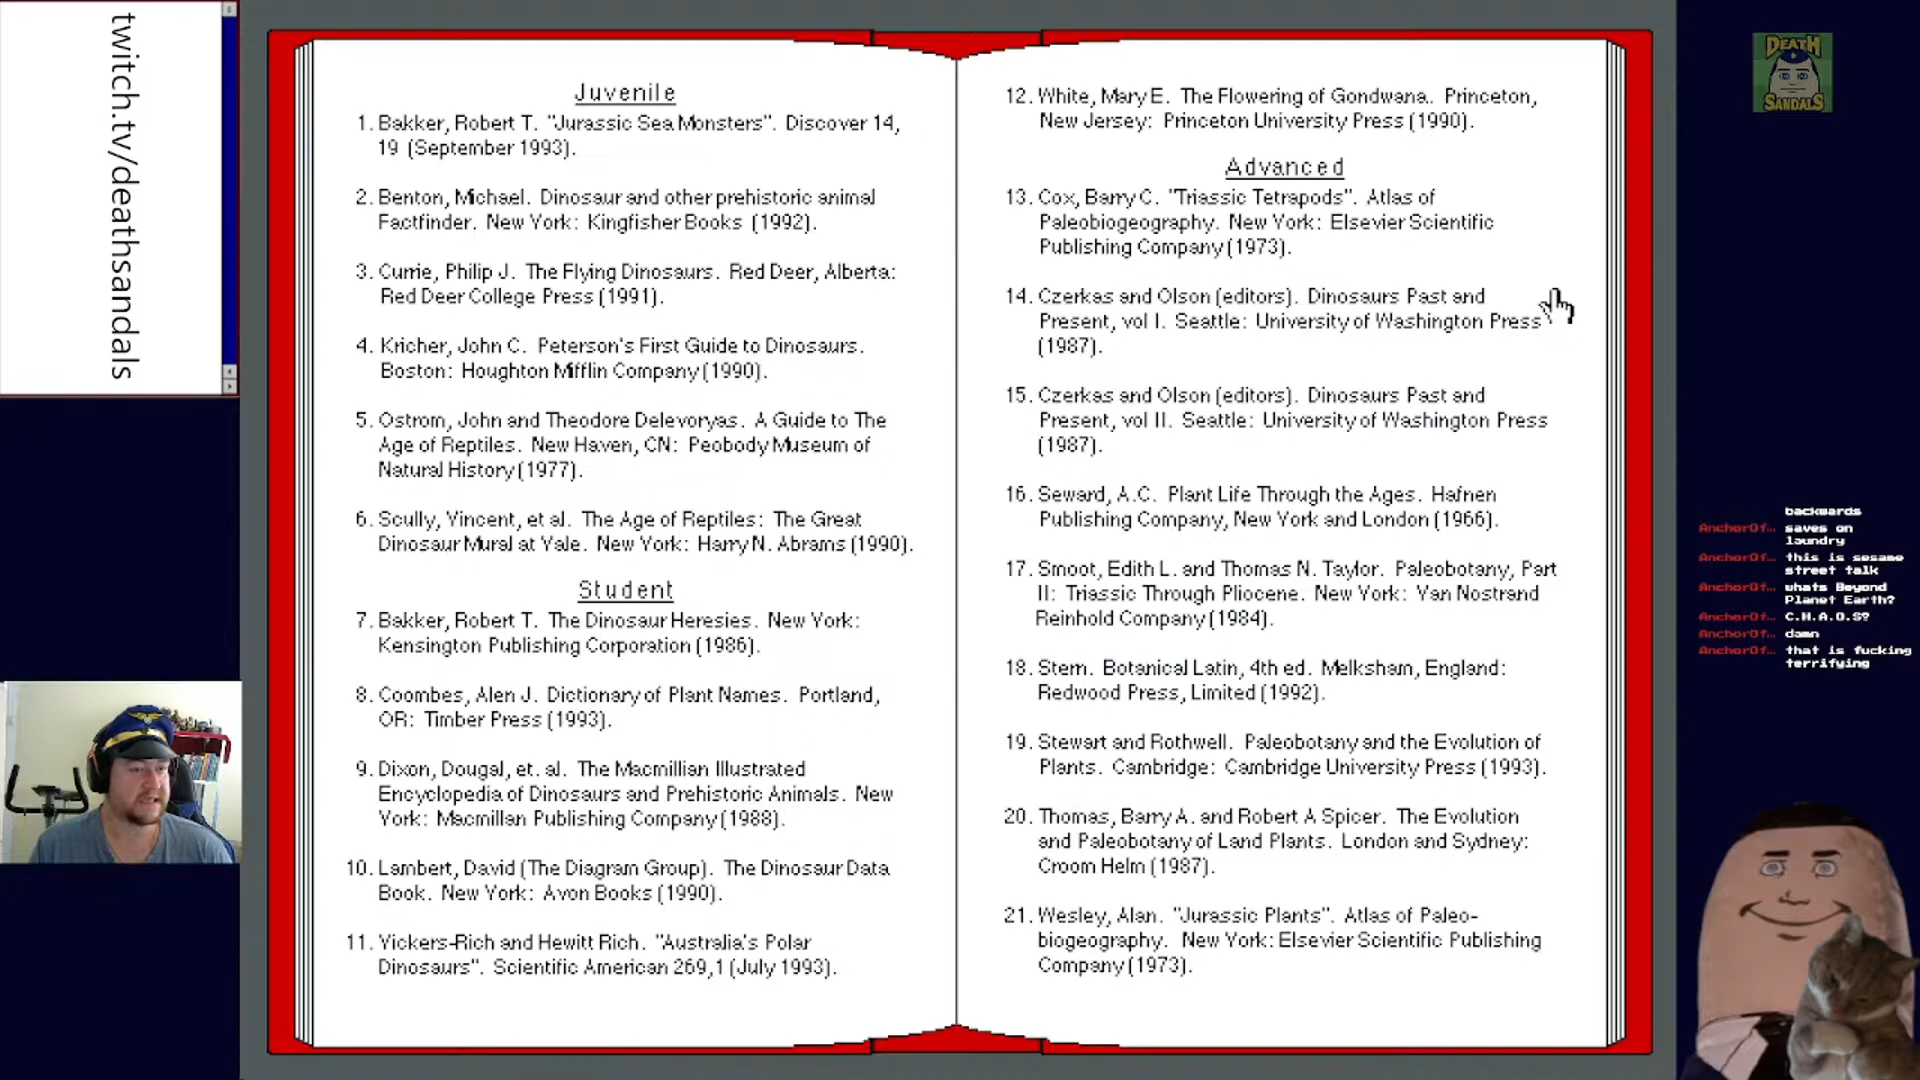 twitch.tv/deathsandals
Juvenile
1. Bakker, Robert T. "Jurassic Sea Monsters". Discover 14,
19 (September 1993).
2. Benton, Michael. Dinosaur and other prehistoric animal
Factfinder. New York: Kingfisher Books (1992).
3. Currie, Philip J. The Flying Dinosaurs. Red Deer, Alberta:
Red Deer College Press (1991).
4. Kricher, John C. Peterson's First Guide to Dinosaurs.
Boston: Houghton Mifflin Company (1990).
5. Ostrom, John and Theodore Delevoryas. A Guide to The
Age of Reptiles. New Haven, CN: Peobody Museum of
Natural History (1977).
6. Scully, Vincent, et al. The Age of Reptiles: The Great
Dinosaur Mural at Yale. New York: Harry N. Abrams (1990).
Student
7. Bakker, Robert T. The Dinosaur Heresies. New York:
Kensington Publishing Corporation (1986).
8. Coombes, Alen J. Dictionary of Plant Names. Portland,
OR: Timber Press (1993).
9. Dixon, Dougal, et. al. The Macmillian Illustrated
Encyclopedia of Dinosaurs and Prehistoric Animals. New
York: Macmillan Publishing Company (1988).
10. Lambert, David (The Diagram Group). The Dinosaur Data
Book. New York: Avon Books (1990).
11. Vickers-Rich and Hewitt Rich. "Australia's Polar
Dinosaurs". Scientific American 269,1 (July 1993).
12. White, Mary E. The Flowering of Gondwana. Princeton,
New Jersey: Princeton University Press (1990).
Advanced
13. Cox, Barry C. "Triassic Tetrapods". Atlas of
Paleobiogeography. New York: Elsevier Scientific
Publishing Company (1973).
14. Czerkas and Olson (editors). Dinosaurs Past and
Present, vol I. Seattle: University of Washington Press
(1987).
15. Czerkas and Olson (editors). Dinosaurs Past and
Present, vol II. Seattle: University of Washington Press
(1987).
16. Seward, A.C. Plant Life Through the Ages. Hafnen
Publishing Company, New York and London (1966).
17. Smoot, Edith L. and Thomas N. Taylor. Paleobotany, Part
II: Triassic Through Pliocene. New York: Van Nostrand
Reinhold Company (1984).
18. Stern. Botanical Latin, 4th ed. Melksham, England:
Redwood Press, Limited (1992).
19. Stewart and Rothwell. Paleobotany and the Evolution of
Plants. Cambridge: Cambridge University Press (1993).
20. Thomas, Barry A. and Robert A Spicer. The Evolution
and Paleobotany of Land Plants. London and Sydney:
Croom Helm (1987).
21. Wesley, Alan. "Jurassic Plants". Atlas of Paleo-
biogeography. New York: Elsevier Scientific Publishing
Company (1973).
DEATH
SANDALS
backwards
AnchorOf... saves on
laundry
AnchorOf... this is sesame
street talk
AnchorOf... whats Beyond
Planet Earth?
AnchorOf... C.H.A.O.S?
AnchorOf... damn
AnchorOf... that is fucking
terrifying